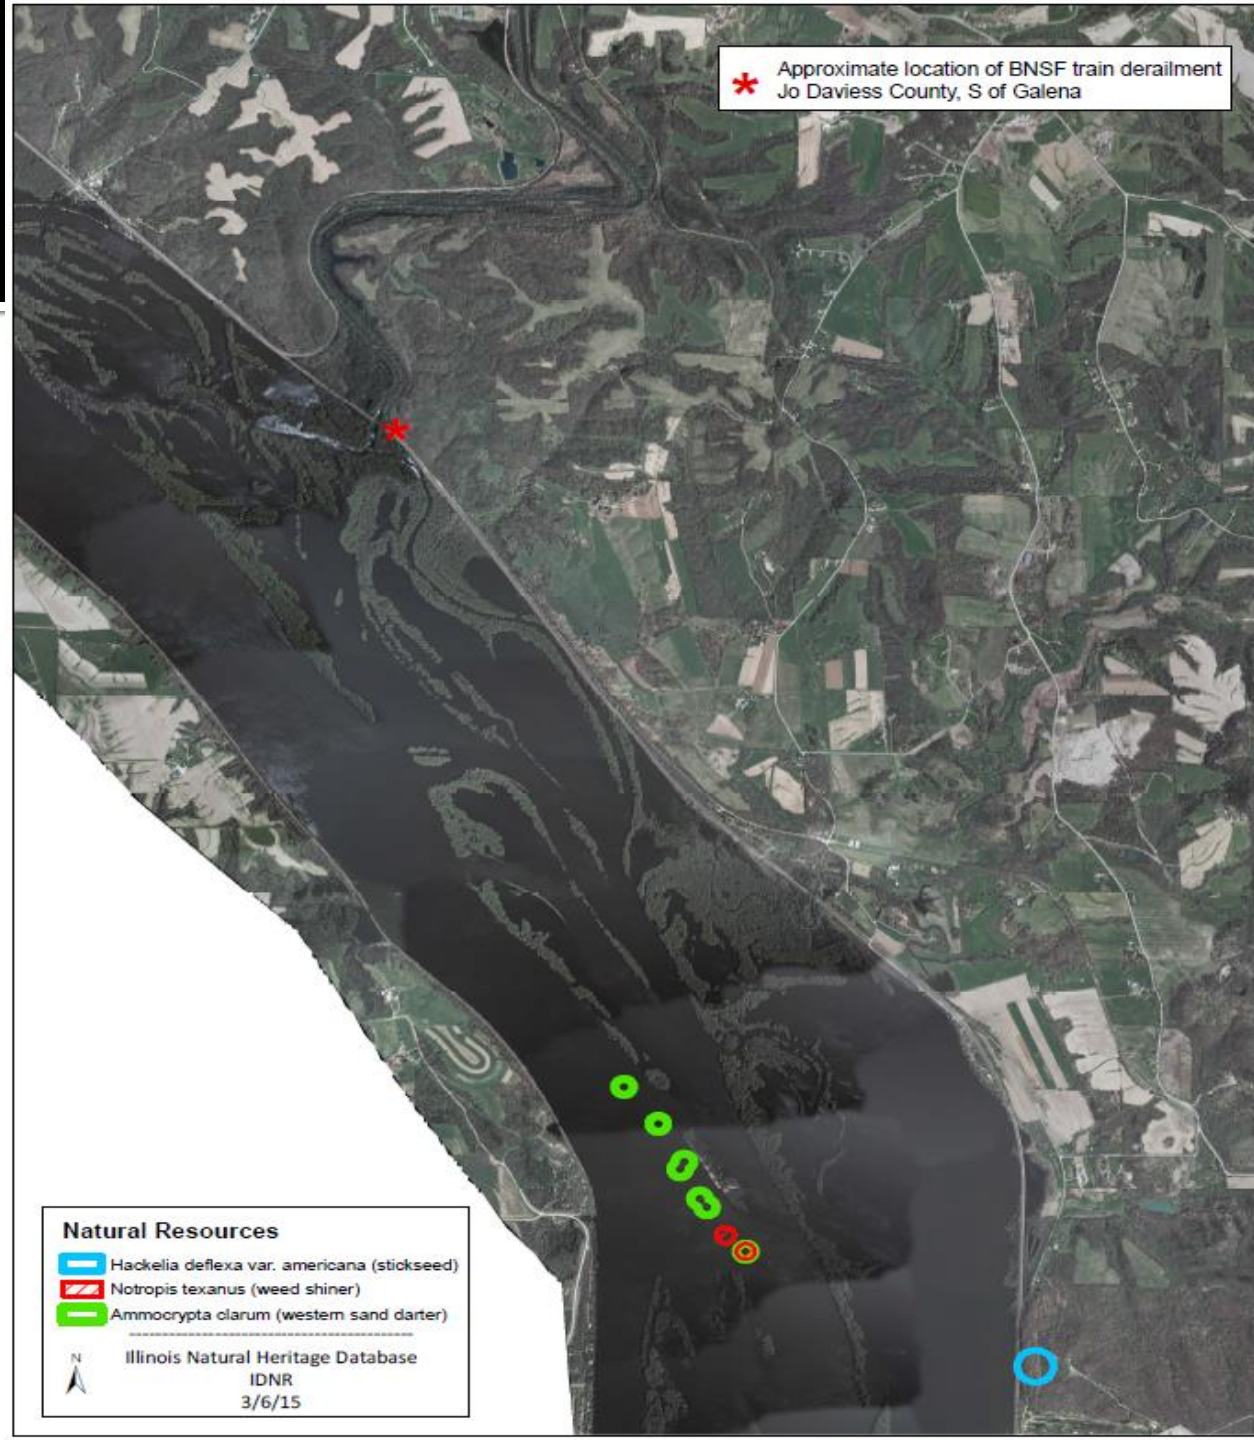 Approximate location of BNSF train derailment
Jo Daviess County, S of Galena
Natural Resources
Hackelia deflexa var. americana (stickseed)
Notropis texanus (weed shiner)
Ammocrypta clarum (western sand darter)
N
Illinois Natural Heritage Database
IDNR
3/6/15